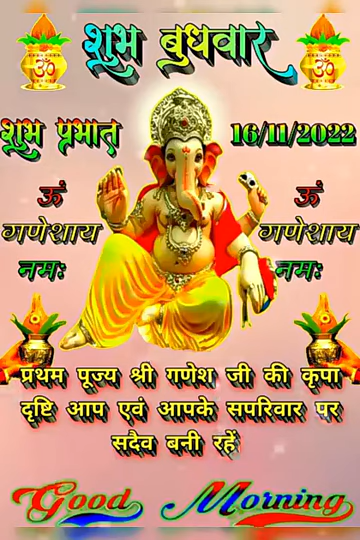 शुभ बुधवार
ॐ
ॐ
शुभ प्रभात्
16/11/2022
ऊं
गणेशाय
नमः
ऊं
गणेशाय
नमः
प्रथम पूज्य श्री गणेश जी की कृपा
दृष्टि आप एवं आपके सपरिवार पर
सदैव बनी रहें
Good Morning